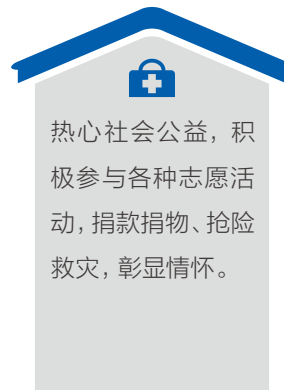 热心社会公益，积
极参与各种志愿活
动，捐款捐物、抢险
救灾，彰显情怀。